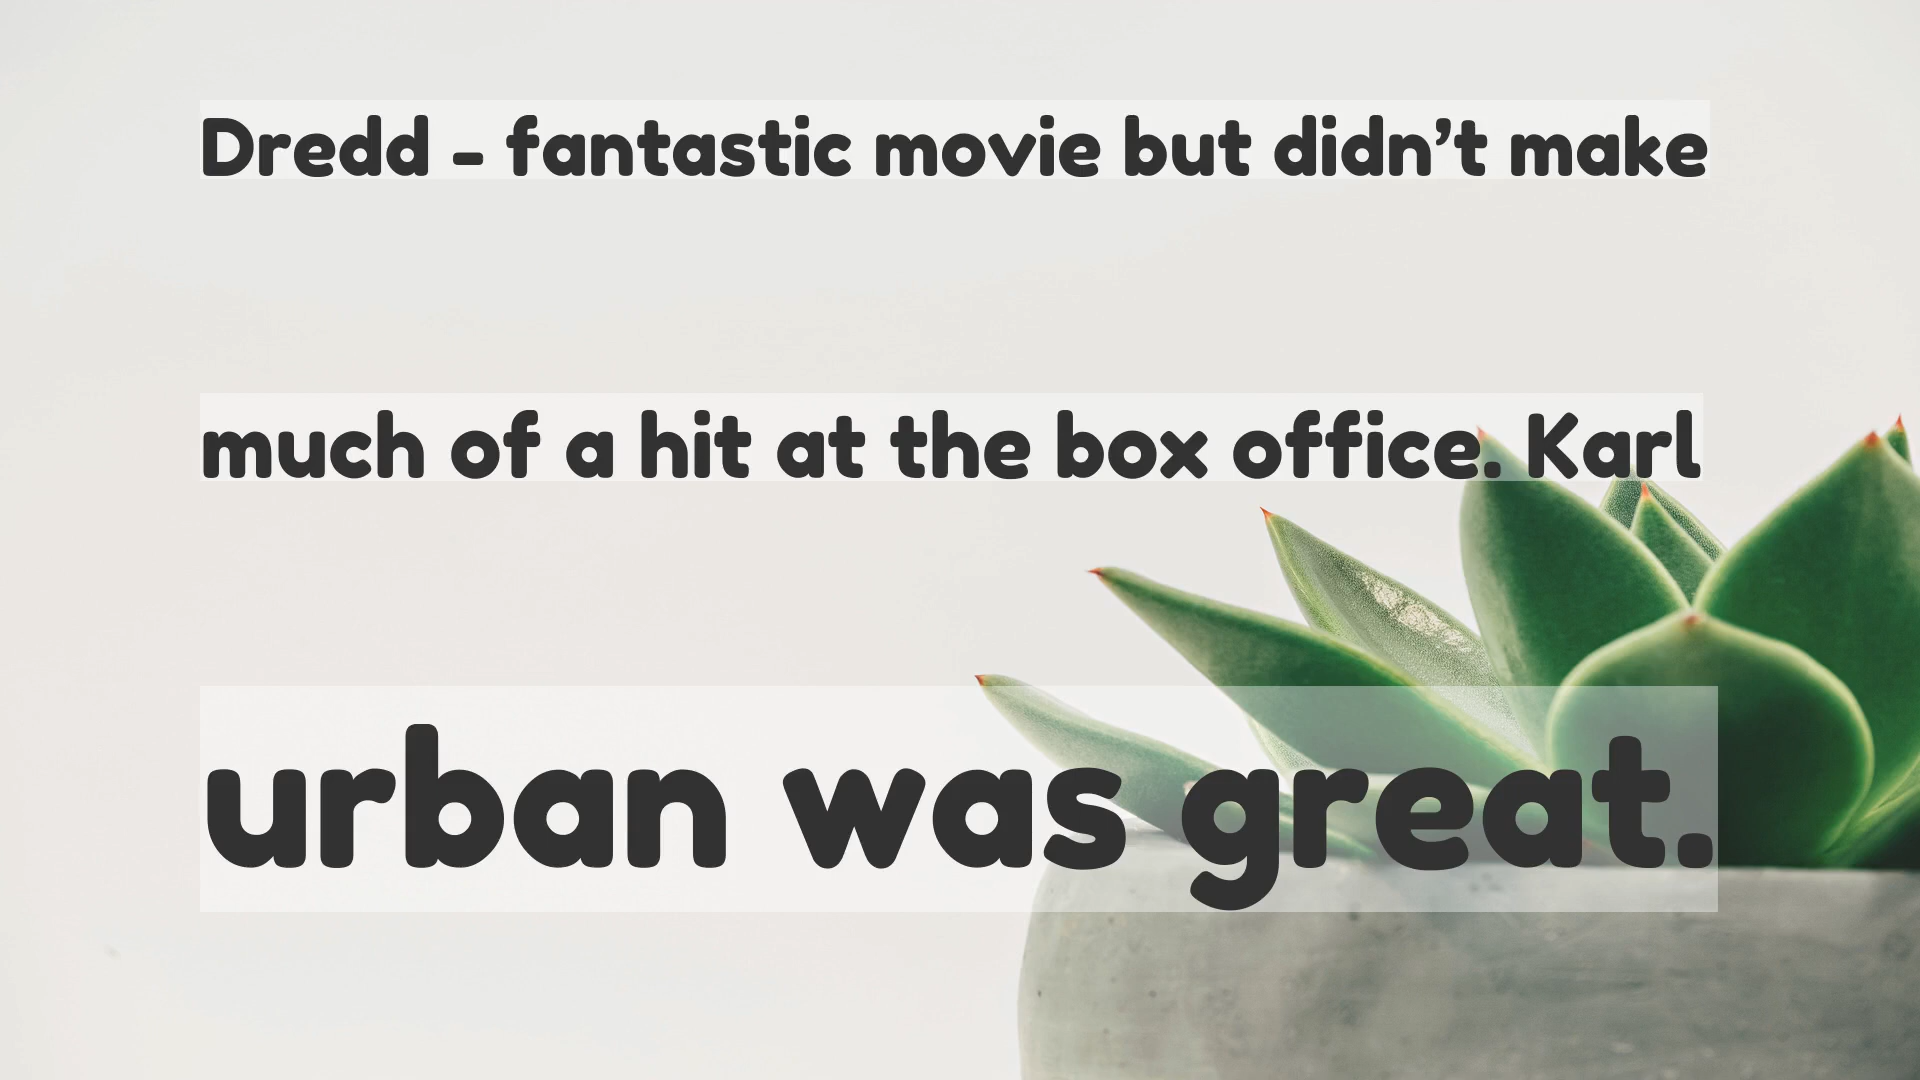 Dredd - fantastic movie but didn’t make
much of a hit at the box office. Karl
urban was great.